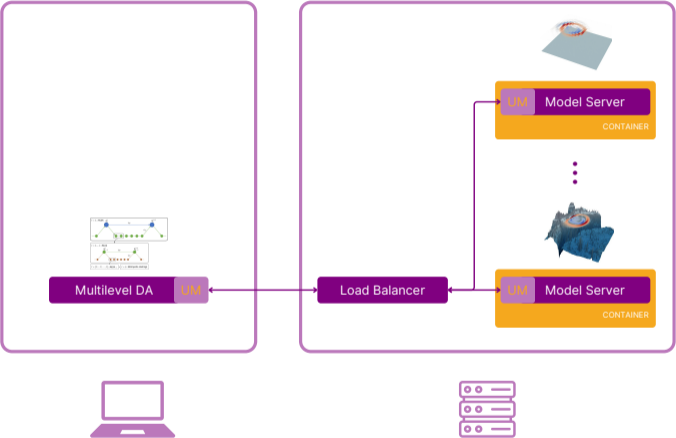 UM Model Server
CONTAINER
Multilevel DA UM
Load Balancer
UM Model Server
CONTAINER